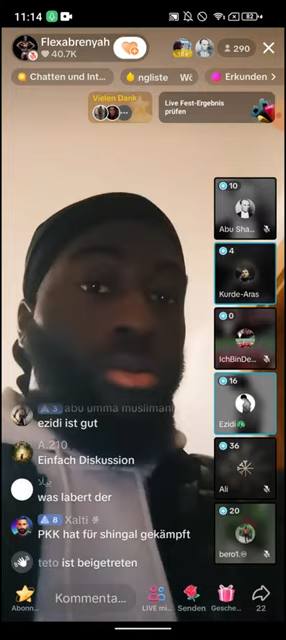 11:14
82
Flexabrenyah
40.7K
290
Chatten und Int...
ngliste
Erkunden
Vielen Dank
Live Fest-Ergebnis
prüfen
10
Abu Sha...
4
Kurde-Aras
0
IchBinDe...
16
Ezidi
36
Ali
20
bero1.
3 abu umma muslimani
ezidi ist gut
A.210
Einfach Diskussion
was labert der
8 Xalti
PKK hat für shingal gekämpft
teto ist beigetreten
Abonn...
Kommenta...
LIVE mi...
Senden
Gesche...
22